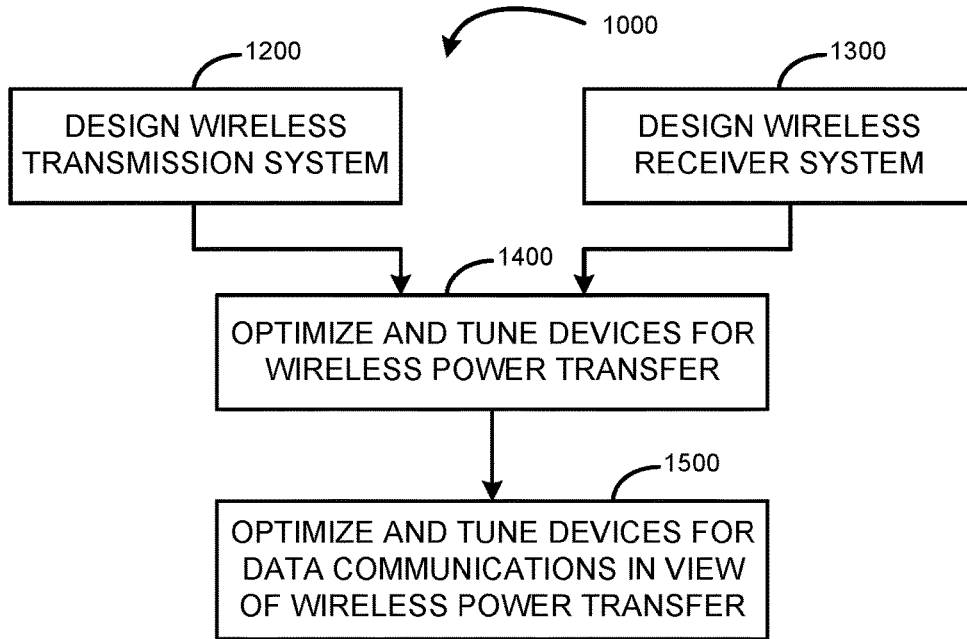 1000
1200
1300
DESIGN WIRELESS
TRANSMISSION SYSTEM
DESIGN WIRELESS
RECEIVER SYSTEM
1400
OPTIMIZE AND TUNE DEVICES FOR
WIRELESS POWER TRANSFER
1500
OPTIMIZE AND TUNE DEVICES FOR
DATA COMMUNICATIONS IN VIEW
OF WIRELESS POWER TRANSFER